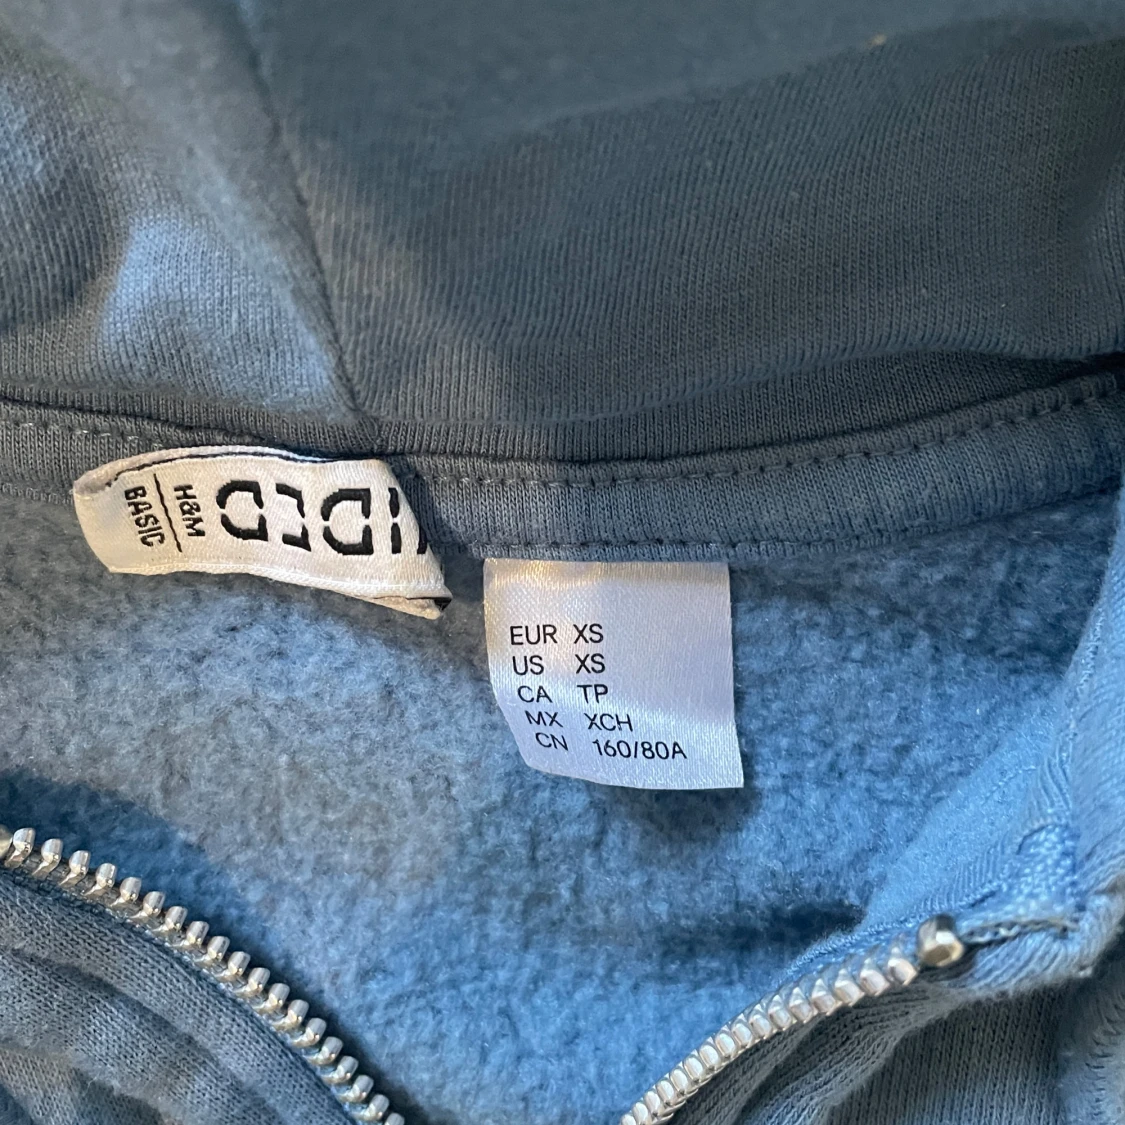 DIVIDED
H&M
BASIC
EUR XS
US XS
CA TP
MX XCH
CN 160/80A